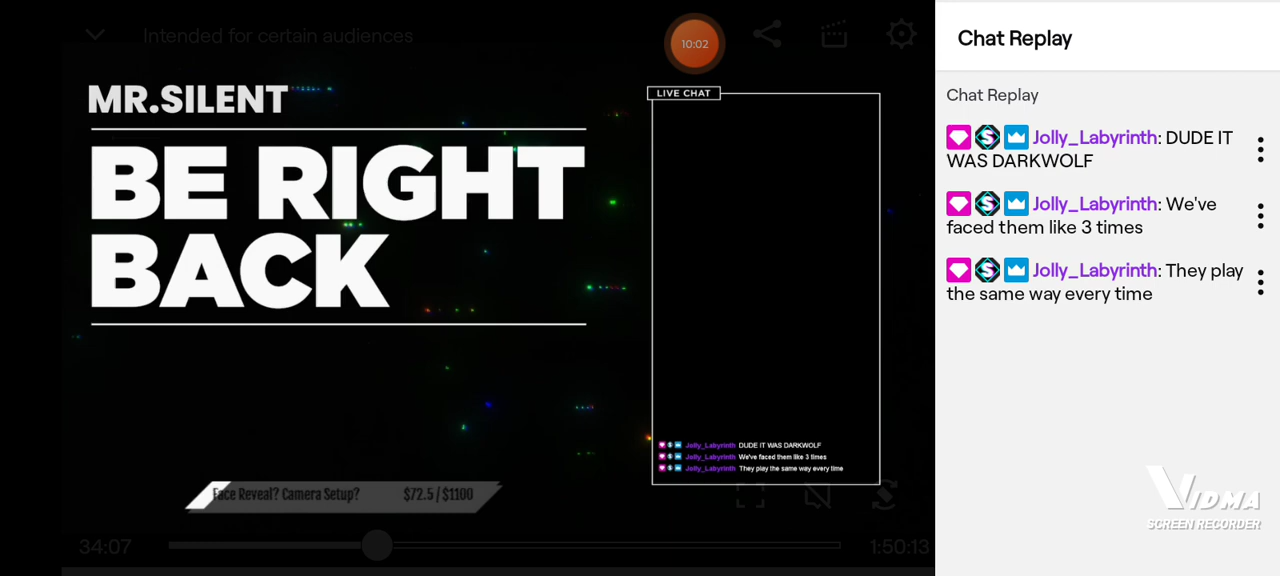 Intended for certain audiences
10:02
MR.SILENT
BE RIGHT
BACK
LIVE CHAT
Jolly_Labyrinth DUDE IT WAS DARKWOLF
Jolly_Labyrinth We've faced them like 3 times
Jolly_Labyrinth They play the same way every time
Face Reveal? Camera Setup? $72.5 / $1100
34:07
1:50:13
Chat Replay
Chat Replay
Jolly_Labyrinth: DUDE IT
WAS DARKWOLF
Jolly_Labyrinth: We've
faced them like 3 times
Jolly_Labyrinth: They play
the same way every time
VIDMA
SCREEN RECORDER